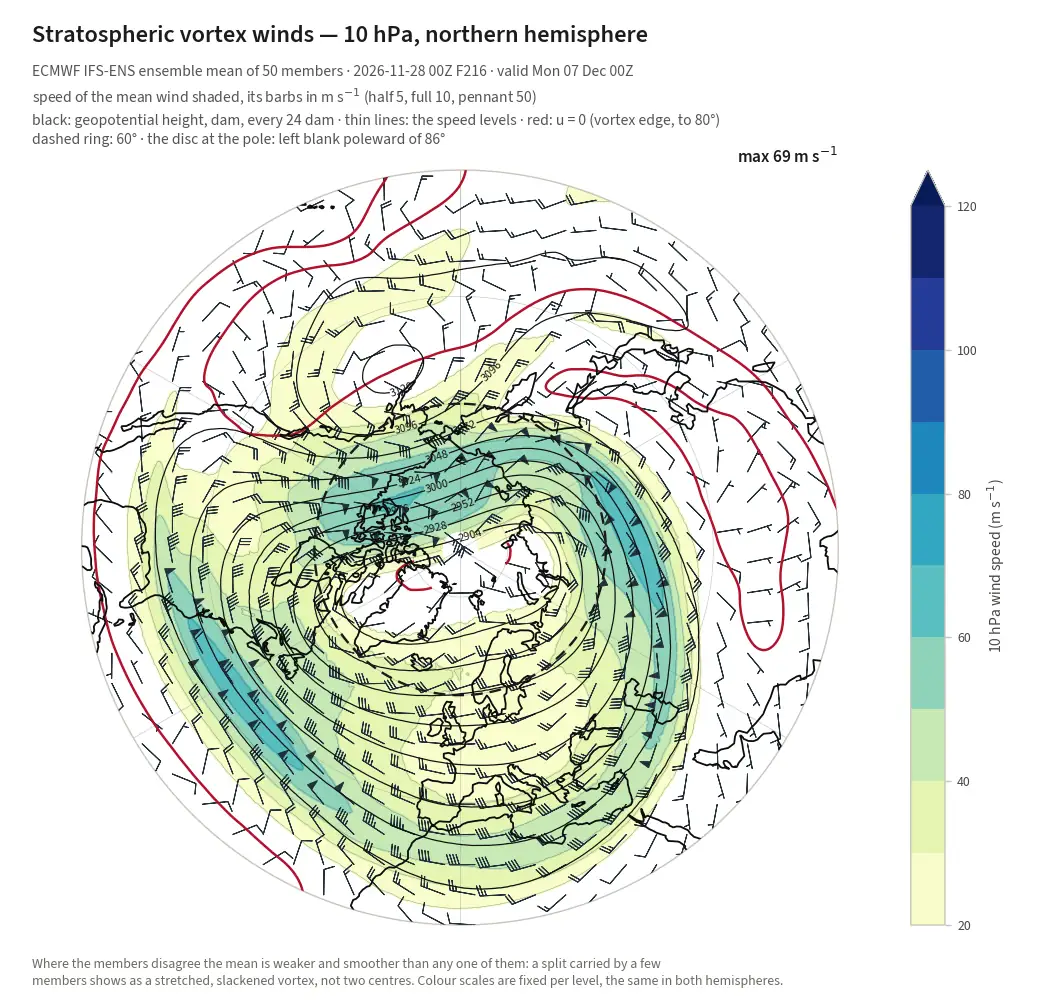 Stratospheric vortex winds — 10 hPa, northern hemisphere
ECMWF IFS-ENS ensemble mean of 50 members · 2026-11-28 00Z F216 · valid Mon 07 Dec 00Z
speed of the mean wind shaded, its barbs in m s⁻¹ (half 5, full 10, pennant 50)
black: geopotential height, dam, every 24 dam · thin lines: the speed levels · red: u = 0 (vortex edge, to 80°)
dashed ring: 60° · the disc at the pole: left blank poleward of 86°
max 69 m s⁻¹
120
100
80
60
40
20
10 hPa wind speed (m s⁻¹)
3096
3096
3048
3024
3000
2952
2928
2904
Where the members disagree the mean is weaker and smoother than any one of them: a split carried by a few
members shows as a stretched, slackened vortex, not two centres. Colour scales are fixed per level, the same in both hemispheres.